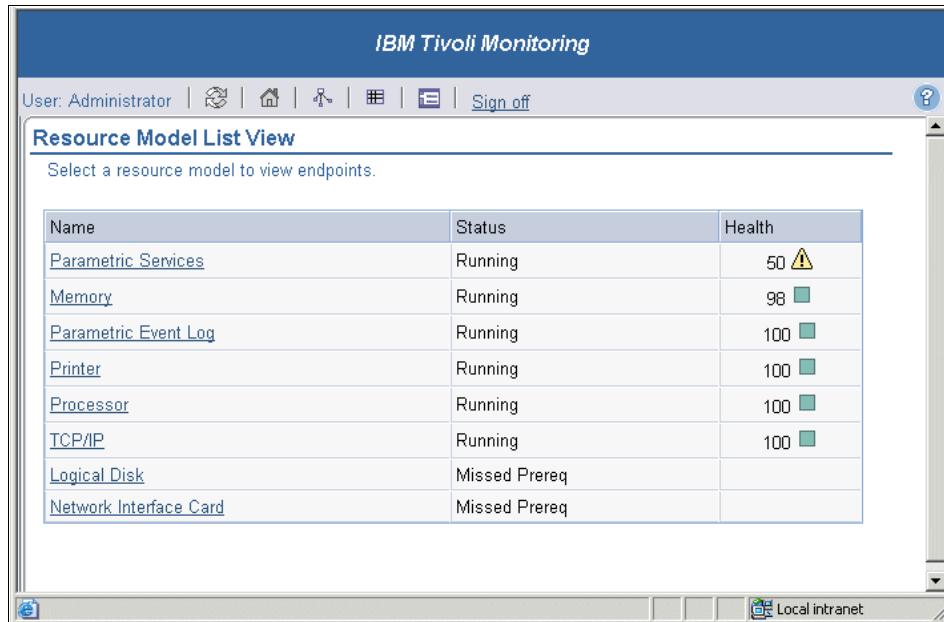 IBM Tivoli Monitoring
User: Administrator | | | | | Sign off ?
Resource Model List View
Select a resource model to view endpoints.
Name Status Health
Parametric Services Running 50
Memory Running 98
Parametric Event Log Running 100
Printer Running 100
Processor Running 100
TCP/IP Running 100
Logical Disk Missed Prereq
Network Interface Card Missed Prereq
Local intranet